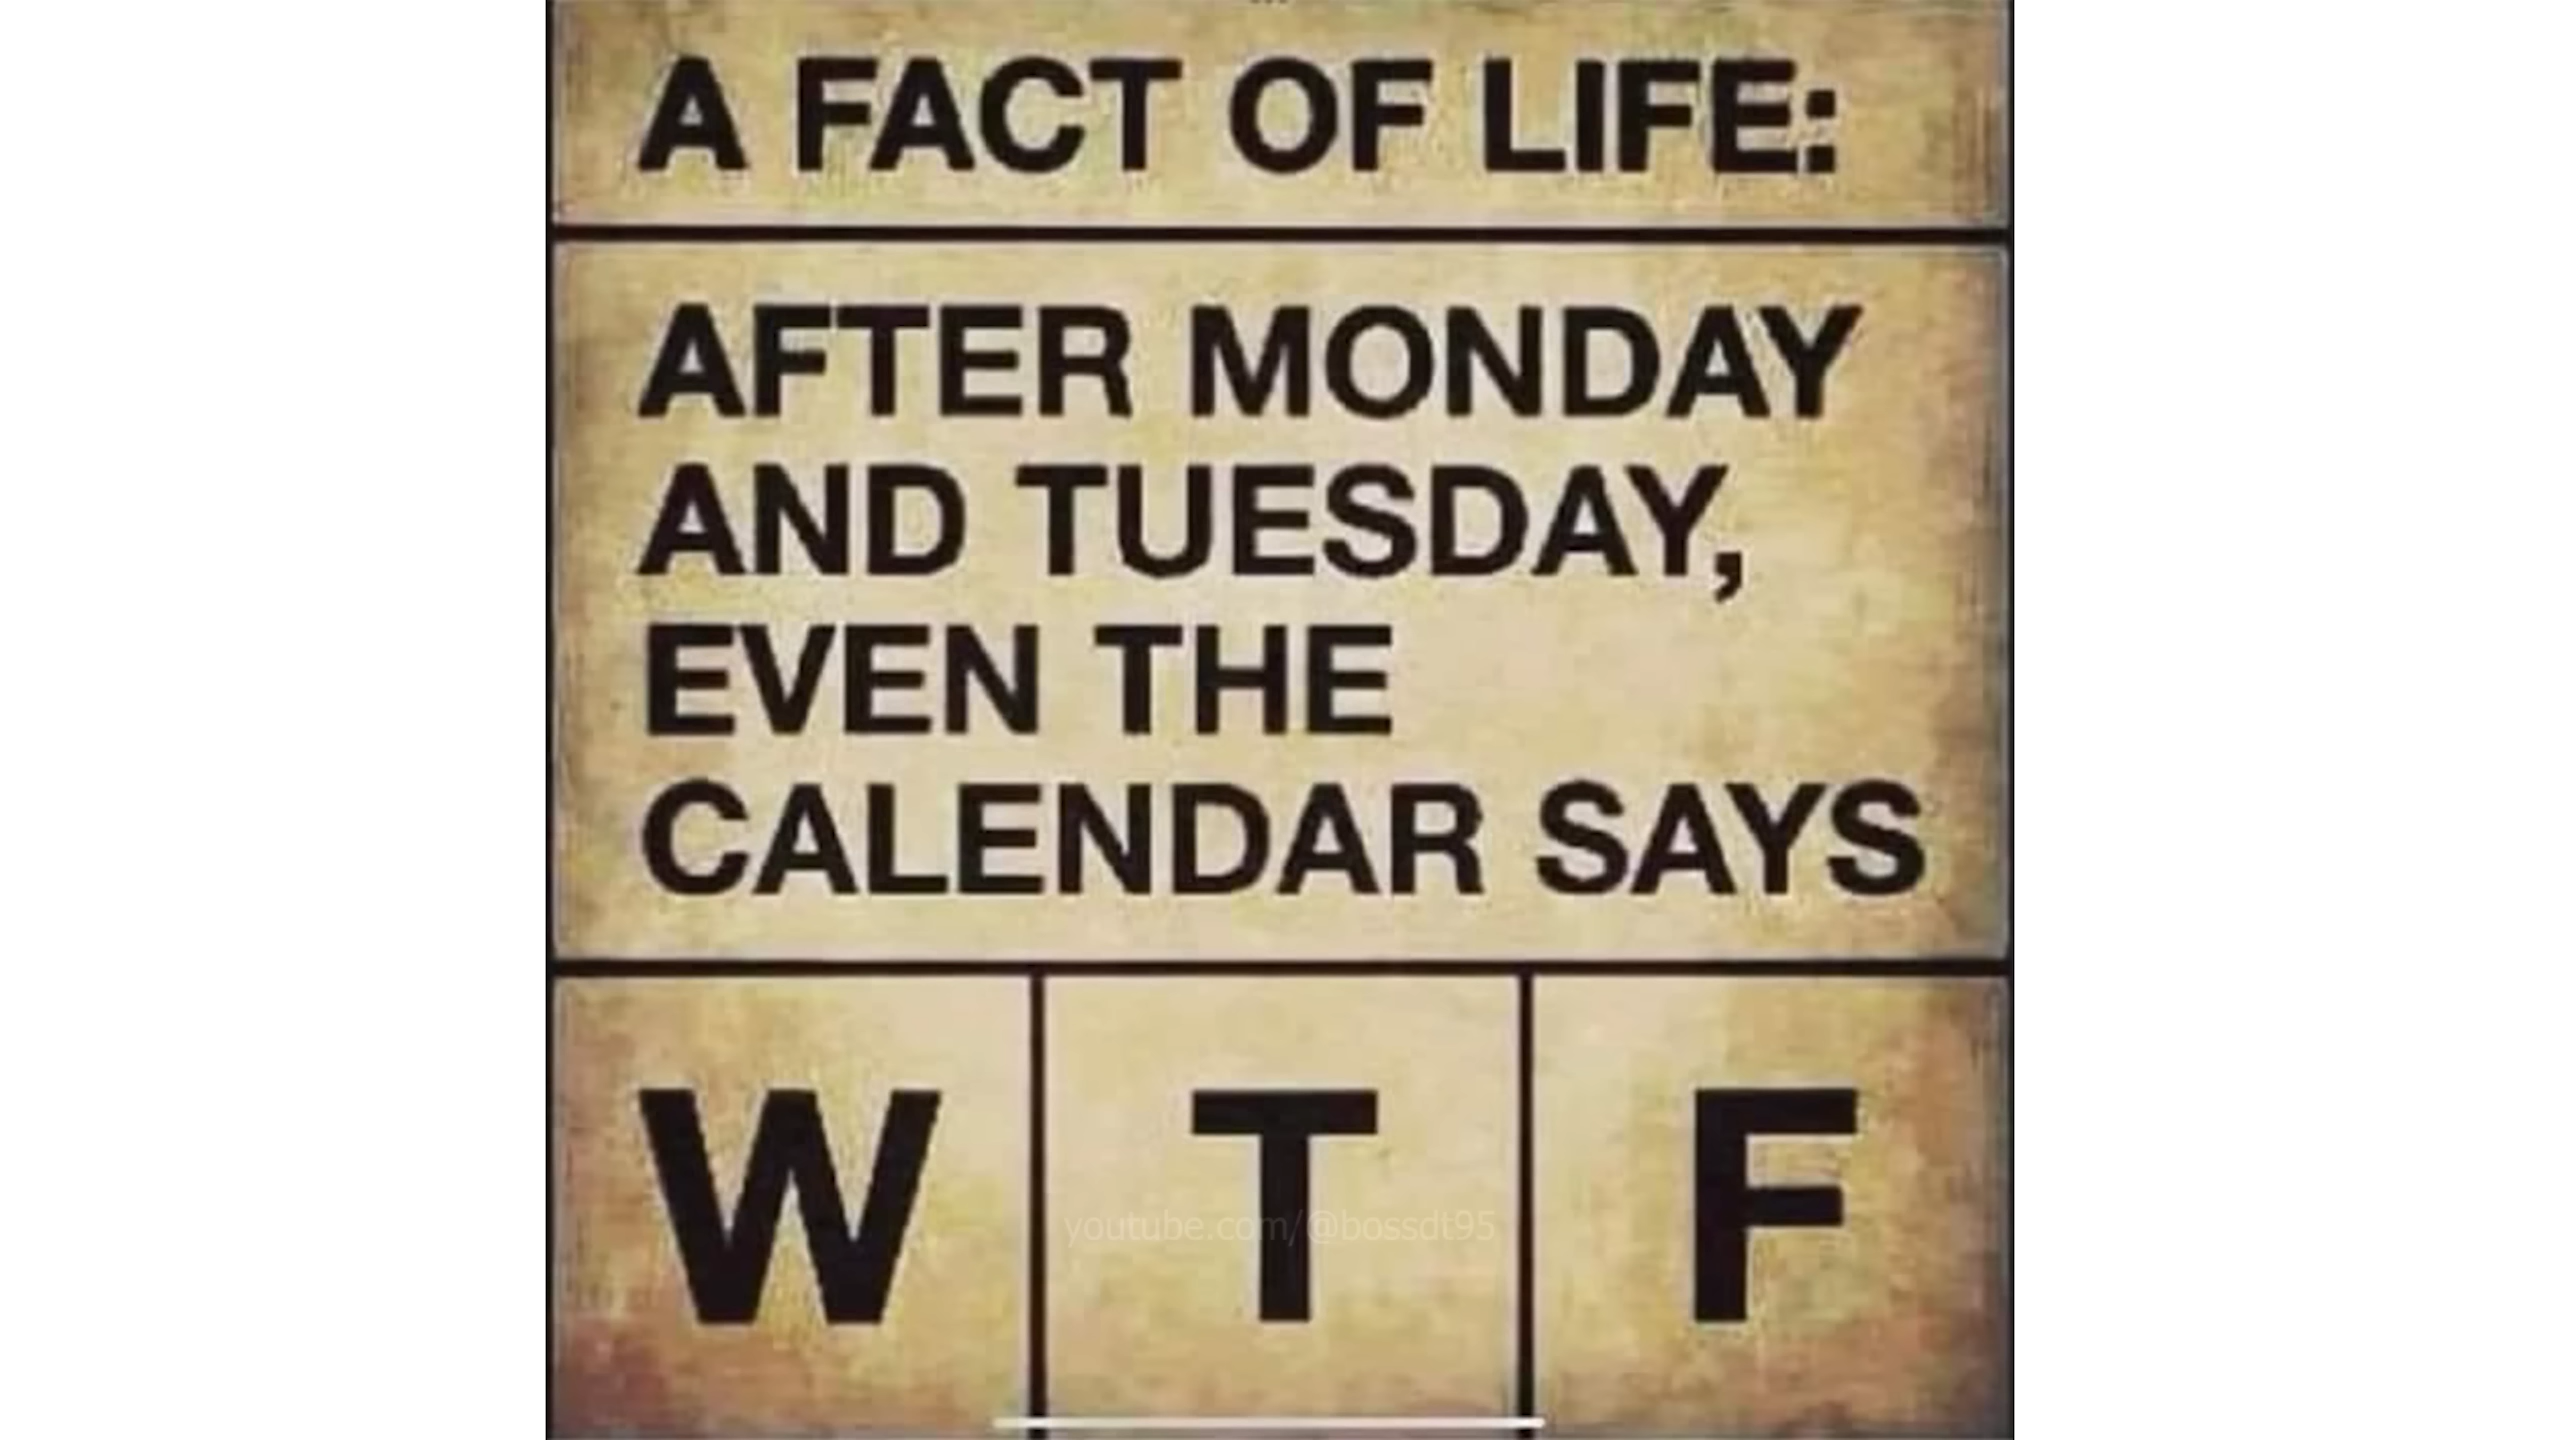 A FACT OF LIFE:
AFTER MONDAY
AND TUESDAY,
EVEN THE
CALENDAR SAYS
W T F
youtube.com/@bossdt95